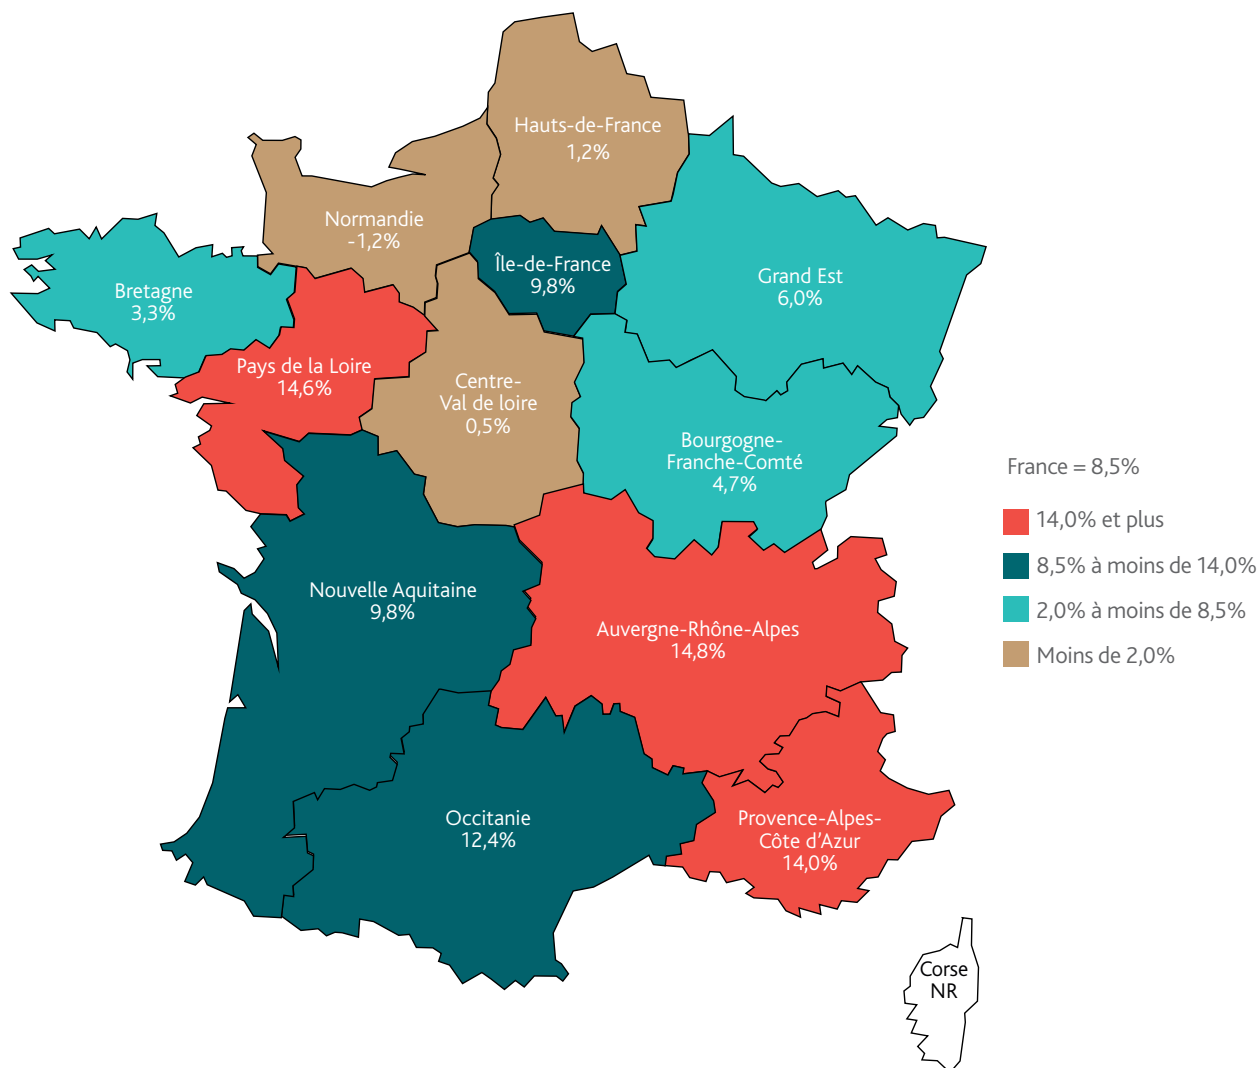 Hauts-de-France
1,2%
Normandie
-1,2%
Île-de-France
9,8%
Grand Est
6,0%
Bretagne
3,3%
Pays de la Loire
14,6%
Centre-
Val de loire
0,5%
Bourgogne-
Franche-Comté
4,7%
France = 8,5%
14,0% et plus
8,5% à moins de 14,0%
2,0% à moins de 8,5%
Moins de 2,0%
Nouvelle Aquitaine
9,8%
Auvergne-Rhône-Alpes
14,8%
Occitanie
12,4%
Provence-Alpes-
Côte d'Azur
14,0%
Corse
NR